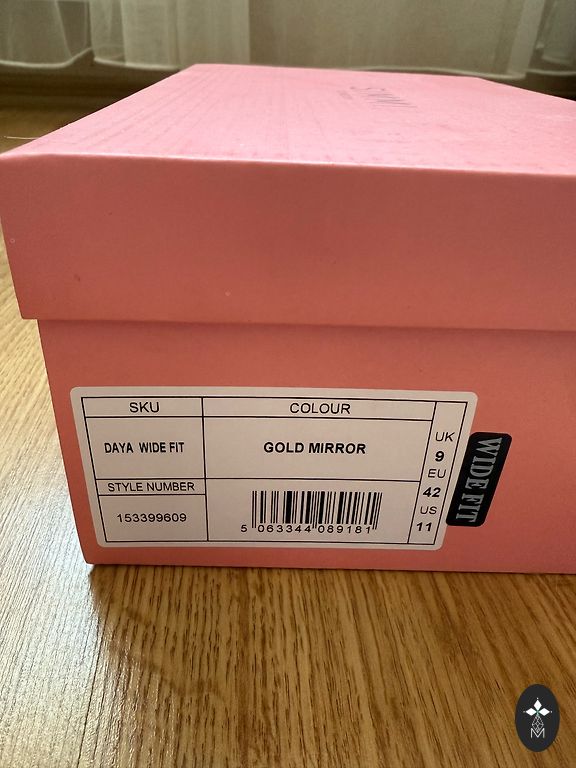 SKU
COLOUR
DAYA WIDE FIT
GOLD MIRROR
STYLE NUMBER
153399609
5 063344 089181
UK
9
EU
42
US
11
WIDE FIT